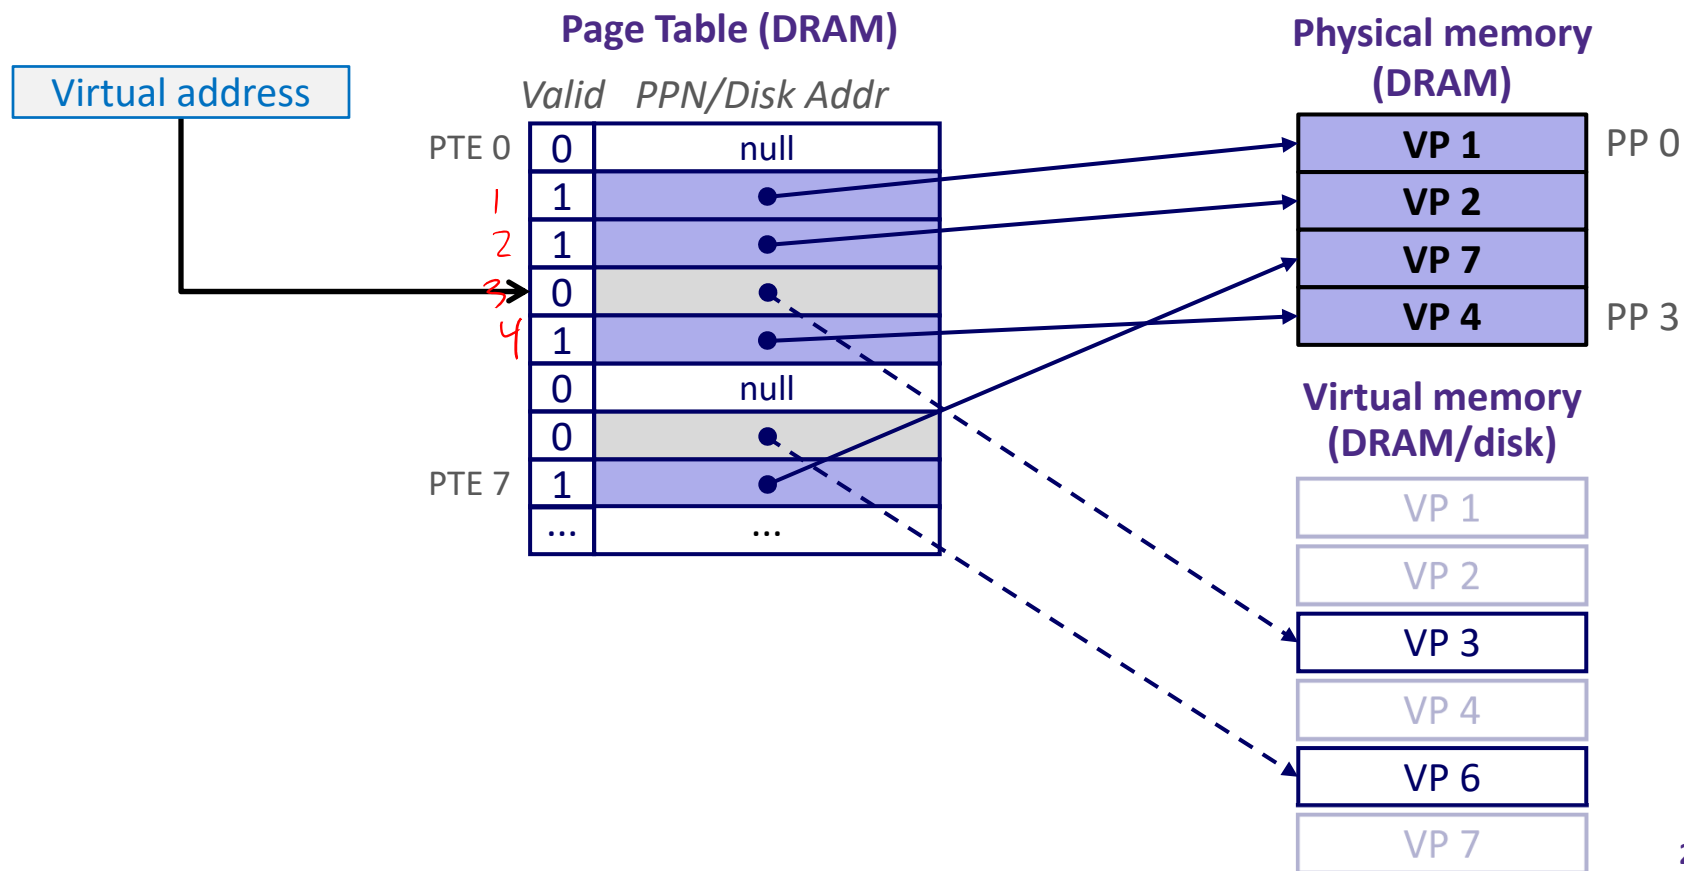 Page Table (DRAM)
Physical memory
(DRAM)
Virtual address
Valid PPN/Disk Addr
PTE 0 0 null
1 1
2 1
3 0
4 1
0 null
0
PTE 7 1
... ...
VP 1 PP 0
VP 2
VP 7
VP 4 PP 3
Virtual memory
(DRAM/disk)
VP 1
VP 2
VP 3
VP 4
VP 6
VP 7